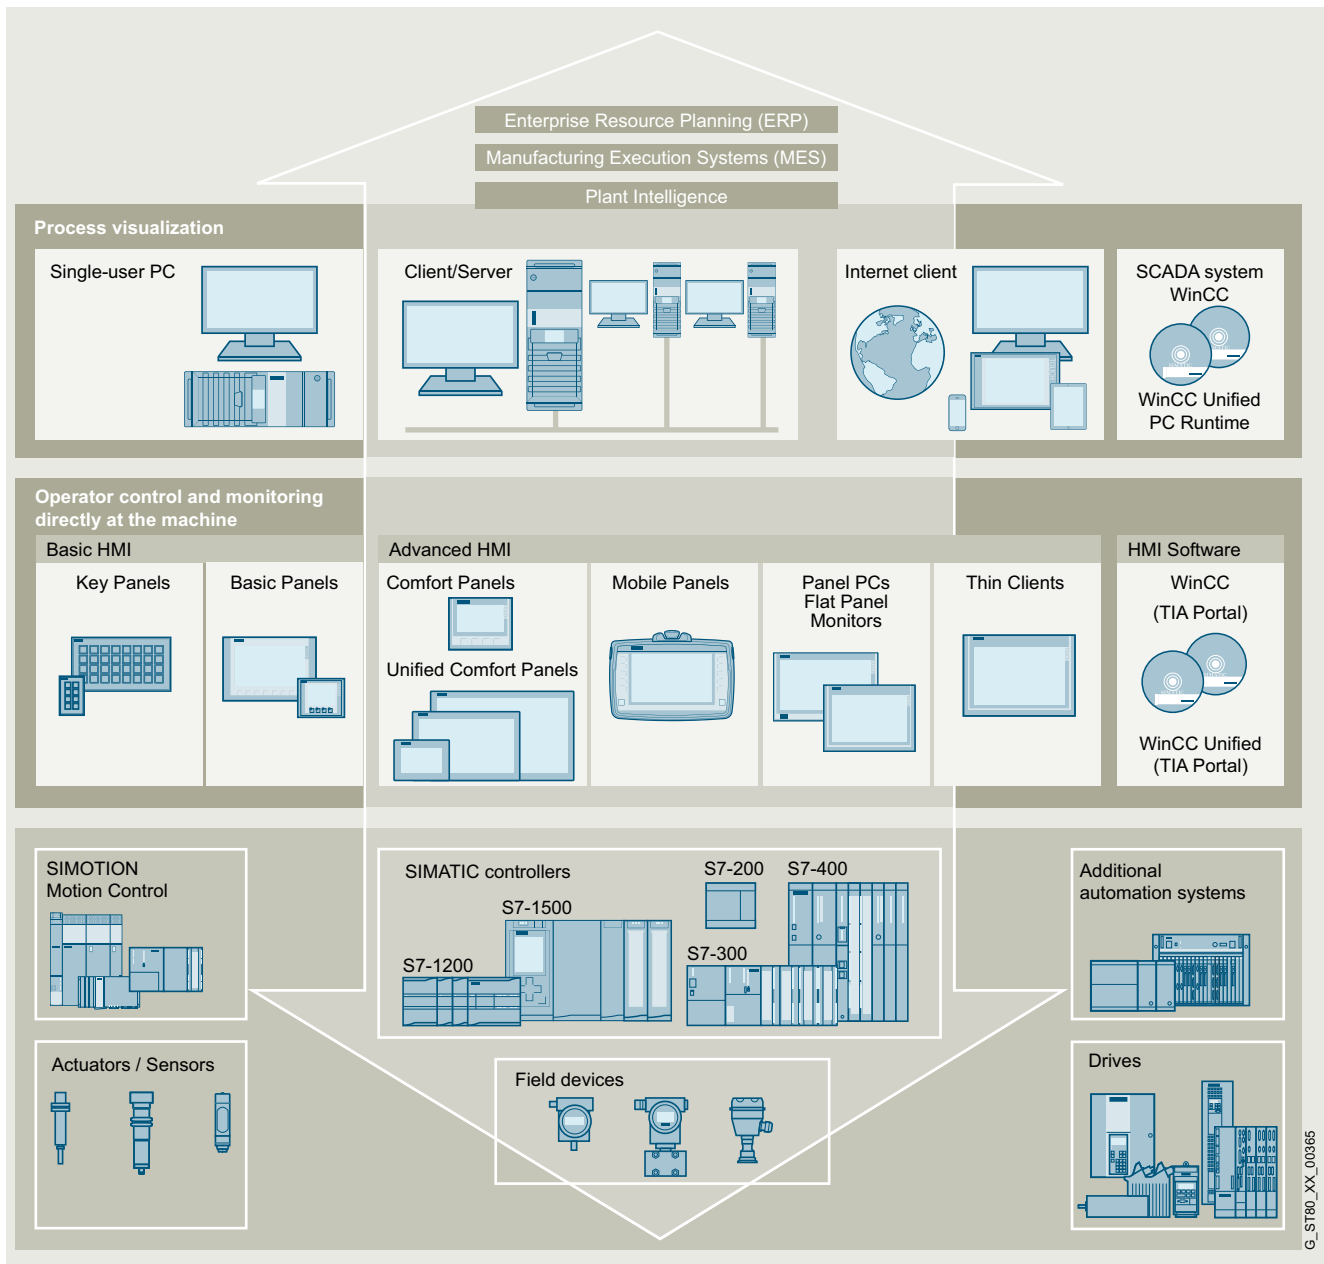 Enterprise Resource Planning (ERP)
Manufacturing Execution Systems (MES)
Plant Intelligence
Process visualization
Single-user PC
Client/Server
Internet client
SCADA system
WinCC
WinCC Unified
PC Runtime
Operator control and monitoring
directly at the machine
Basic HMI
Key Panels
Basic Panels
Advanced HMI
Comfort Panels
Unified Comfort Panels
Mobile Panels
Panel PCs
Flat Panel
Monitors
Thin Clients
HMI Software
WinCC
(TIA Portal)
WinCC Unified
(TIA Portal)
SIMOTION
Motion Control
SIMATIC controllers
S7-1500
S7-1200
S7-200
S7-400
S7-300
Additional
automation systems
Actuators / Sensors
Field devices
Drives
G_ST80_XX_00365